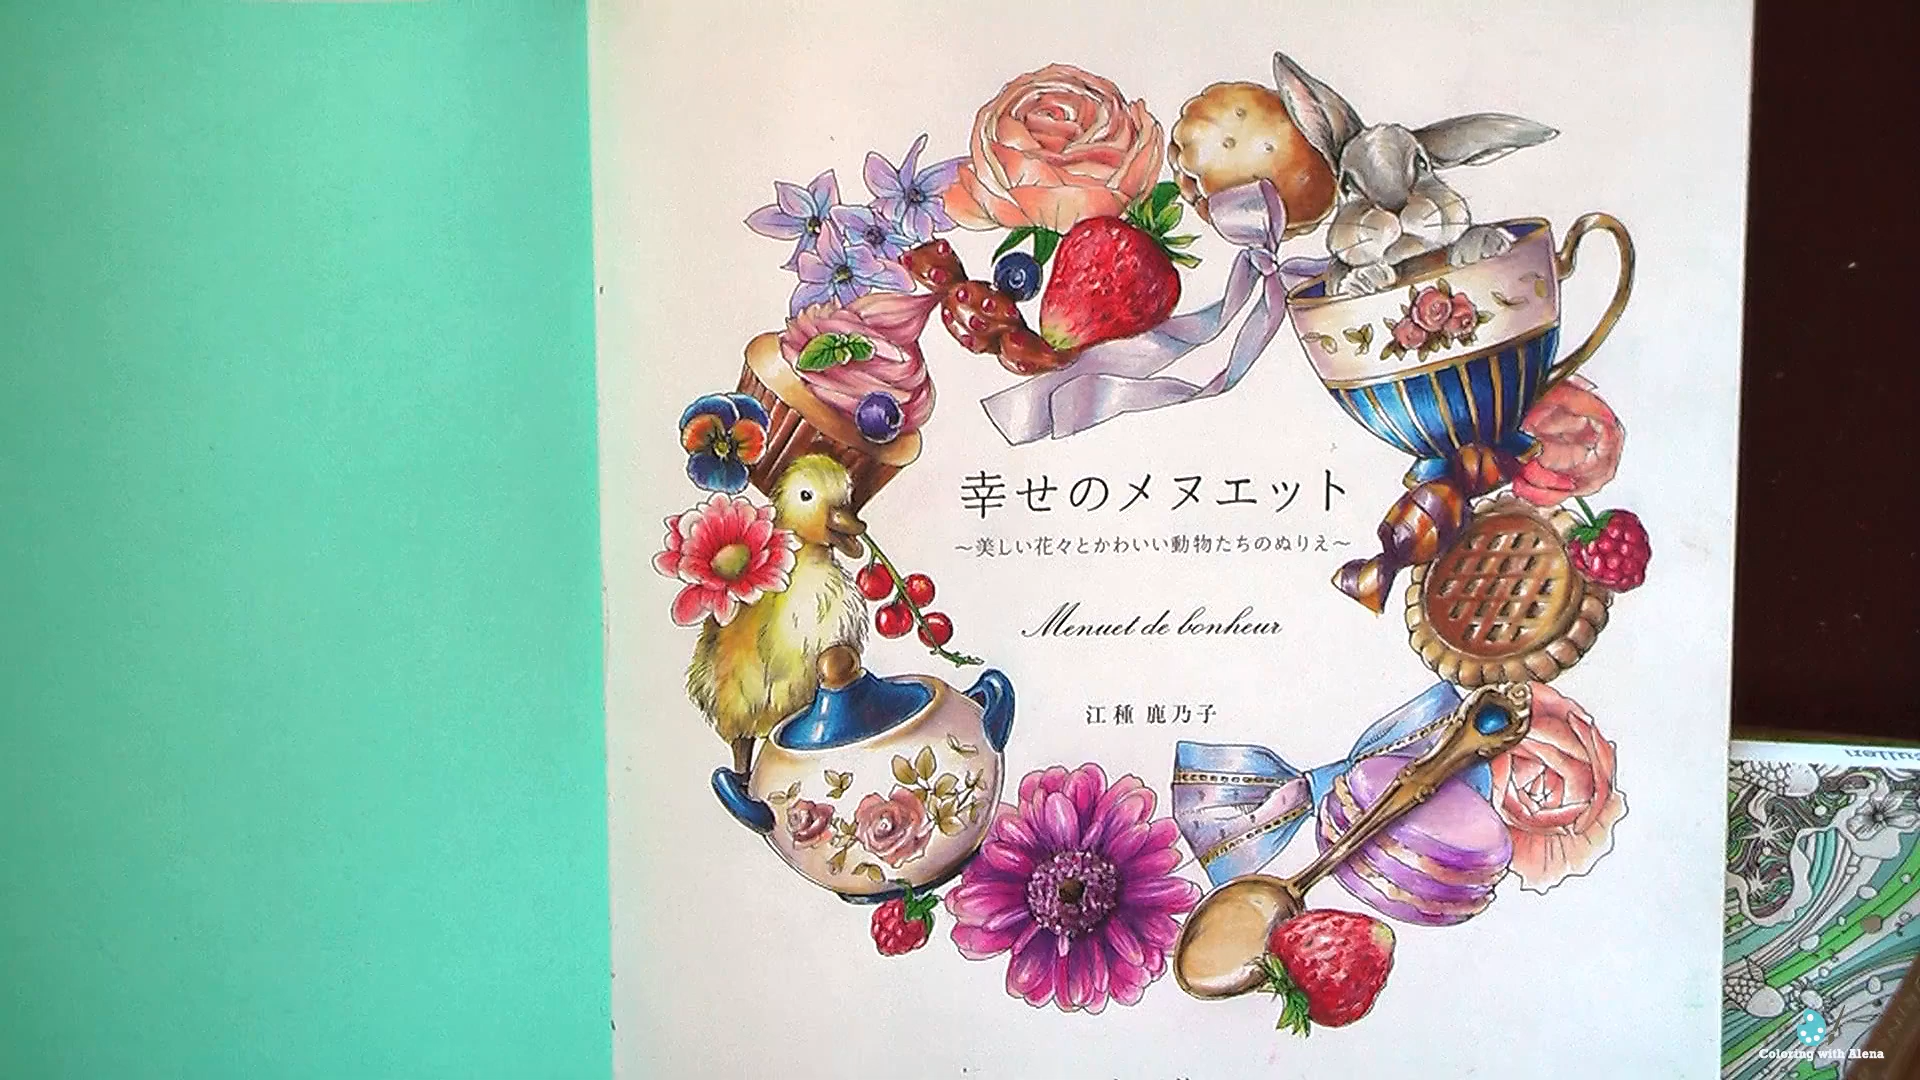 幸せのメヌエット
～美しい花々とかわいい動物たちのぬりえ～
Menuet de bonheur
江種 鹿乃子
Coloring with Alena